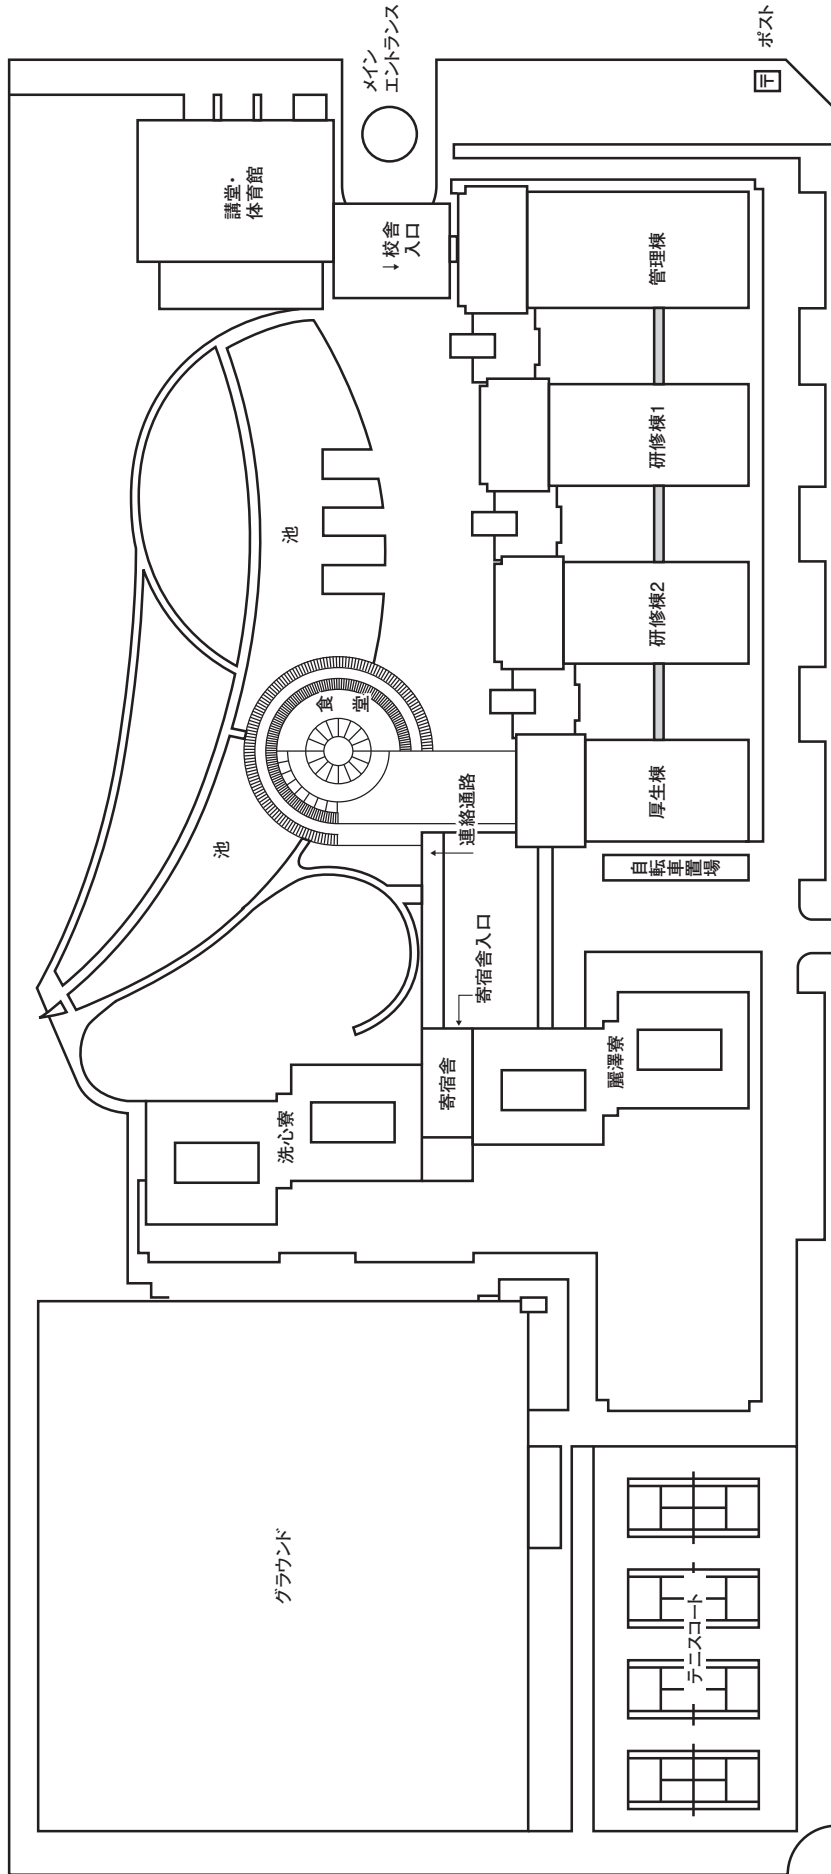 ポスト
〒
メイン
エントランス
講堂・
体育館
↓校舎
入口
管理棟
研修棟1
研修棟2
厚生棟
池
食堂
池
連絡通路
自転車置場
寄宿舎入口
寄宿舎
麗澤寮
洗心寮
グラウンド
テニスコート